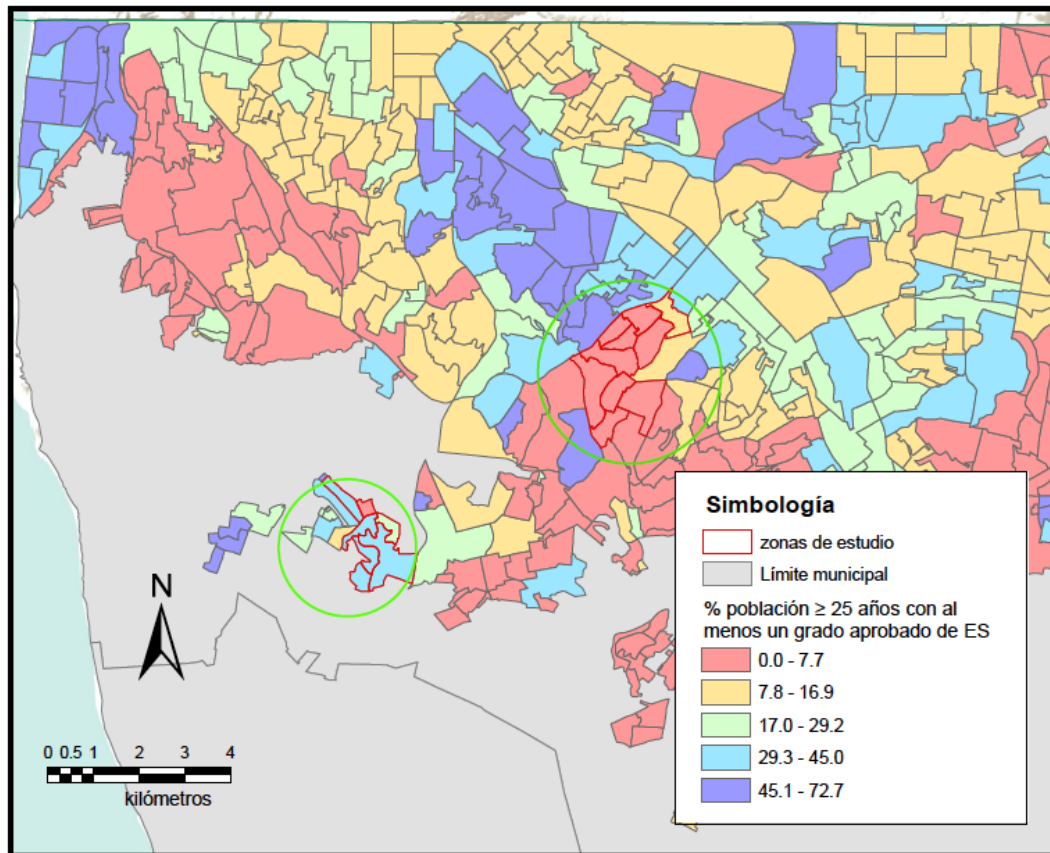 N
0 0.5 1 2 3 4
kilómetros
Simbología
zonas de estudio
Límite municipal
% población ≥ 25 años con al
menos un grado aprobado de ES
0.0 - 7.7
7.8 - 16.9
17.0 - 29.2
29.3 - 45.0
45.1 - 72.7